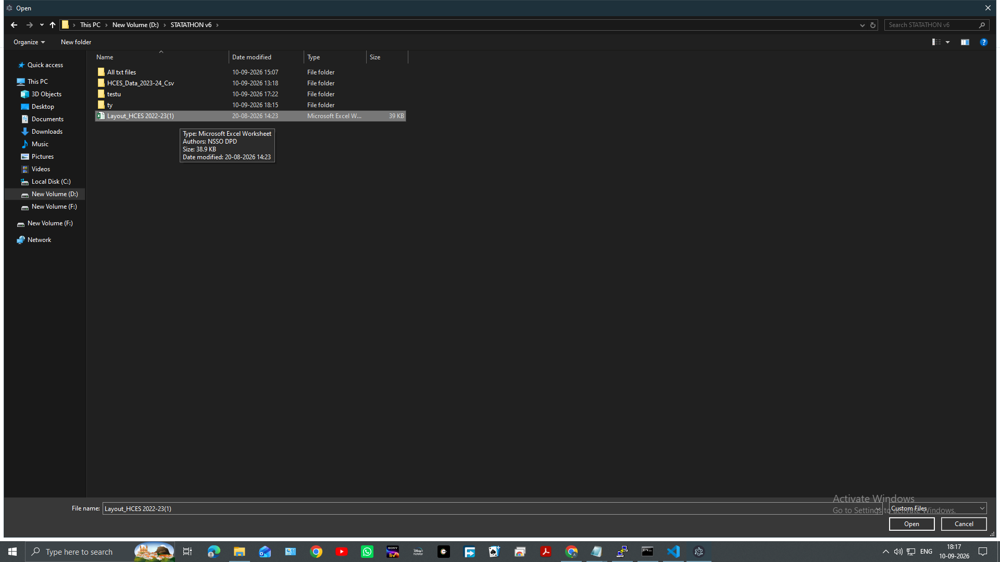 Open
This PC
New Volume (D:)
STATATHON v6
Search STATATHON v6
Organize
New folder
Name
Date modified
Type
Size
Quick access
This PC
3D Objects
Desktop
Documents
Downloads
Music
Pictures
Videos
Local Disk (C:)
New Volume (D:)
New Volume (F:)
New Volume (F:)
Network
All txt files 10-09-2026 15:07 File folder
HCES_Data_2023-24_Csv 10-09-2026 13:18 File folder
testu 10-09-2026 17:22 File folder
ty 10-09-2026 18:15 File folder
Layout_HCES 2022-23(1) 20-08-2026 14:23 Microsoft Excel W... 39 KB
Type: Microsoft Excel Worksheet
Authors: NSSO DPD
Size: 38.9 KB
Date modified: 20-08-2026 14:23
File name: Layout_HCES 2022-23(1)
Custom Files
Activate Windows
Go to Settings to activate Windows.
Open
Cancel
Type here to search
SONY
liv
Disney+
hotstar
ENG
18:17
10-09-2026